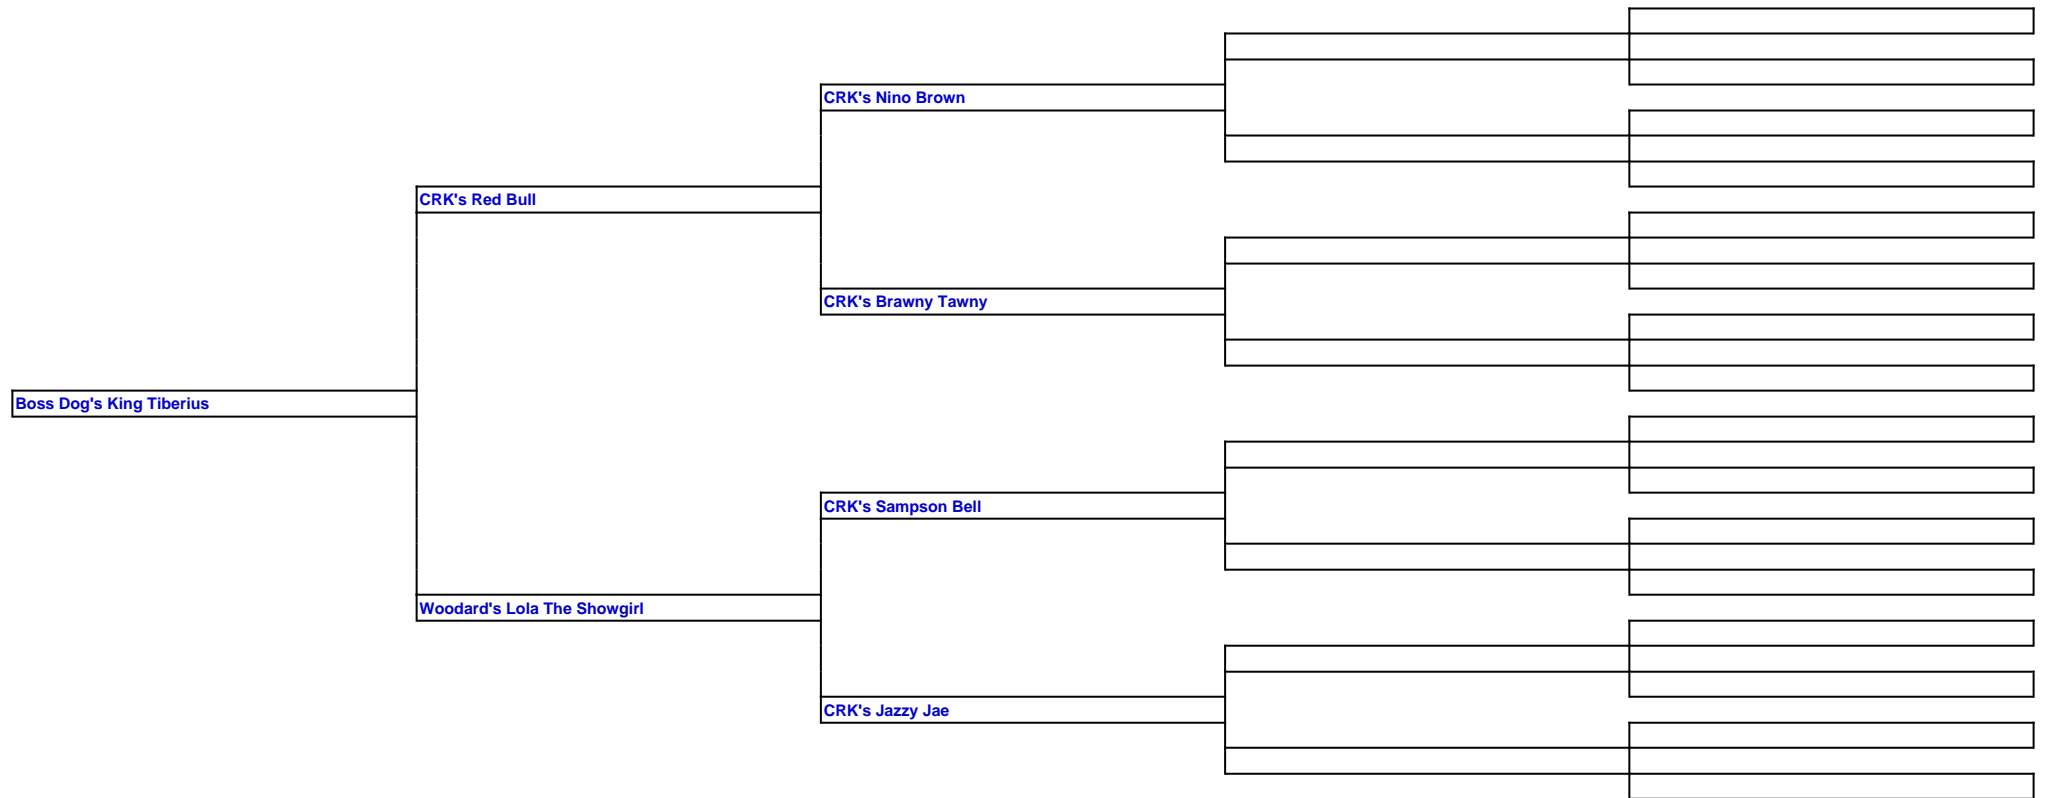 CRK's Nino Brown
CRK's Red Bull
CRK's Brawny Tawny
Boss Dog's King Tiberius
CRK's Sampson Bell
Woodard's Lola The Showgirl
CRK's Jazzy Jae